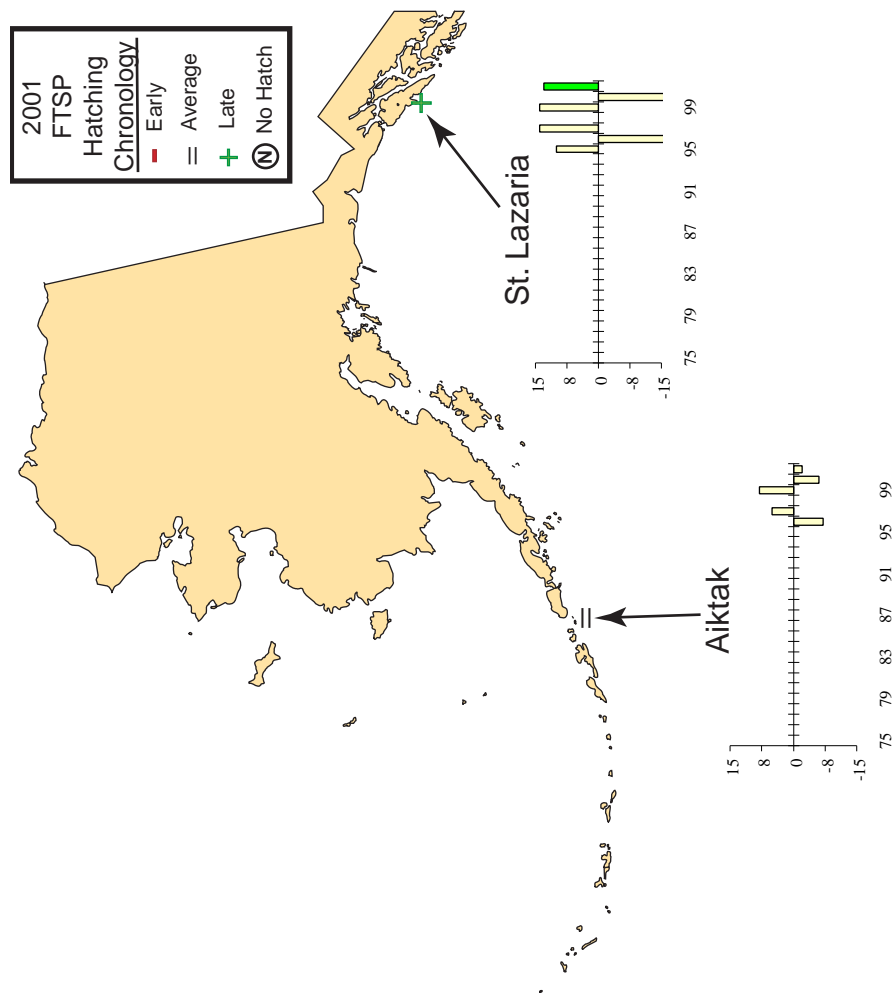 2001
FTSP
Hatching
Chronology
Early
Average
Late
N No Hatch
St. Lazaria
15
8
0
-8
-15
75 79 83 87 91 95 99
Aiktak
15
8
0
-8
-15
75 79 83 87 91 95 99